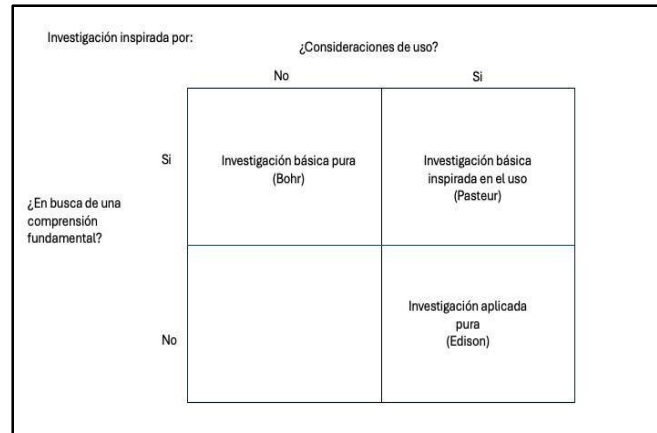 Investigación inspirada por:
¿Consideraciones de uso?
No
Si
Si
Investigación básica pura
(Bohr)
Investigación básica
inspirada en el uso
(Pasteur)
¿En busca de una
comprensión
fundamental?
No
Investigación aplicada
pura
(Edison)